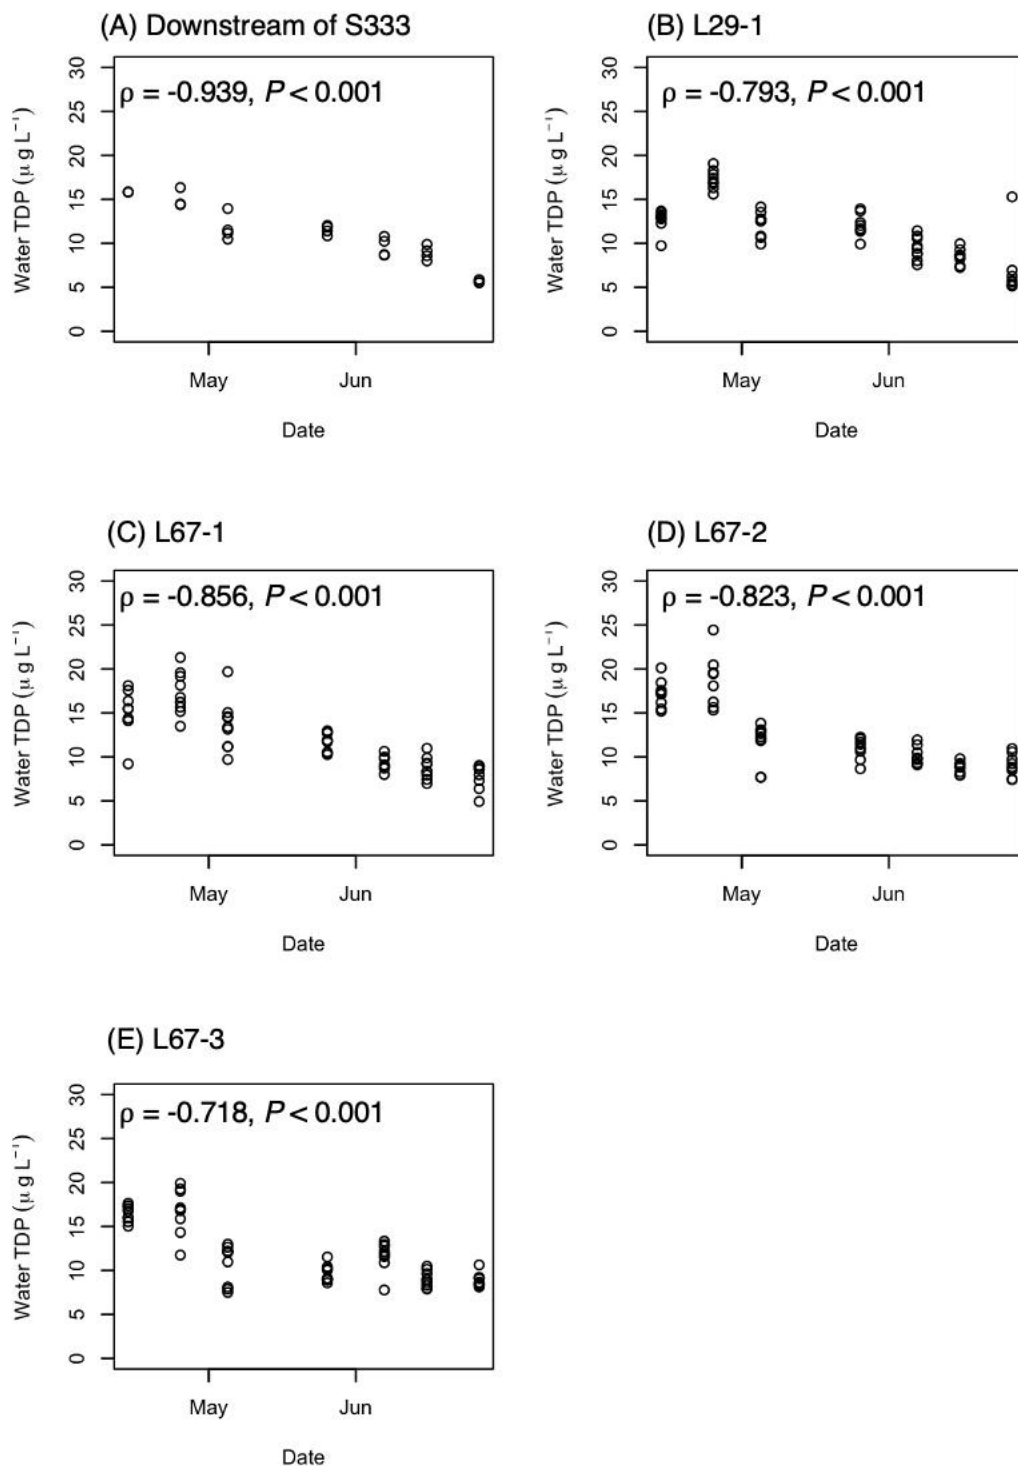 (A) Downstream of S333
(B) L29-1
ρ = -0.939, P < 0.001
ρ = -0.793, P < 0.001
Water TDP (μ g L⁻¹)
30
25
20
15
10
5
0
May
Jun
Date
Water TDP (μ g L⁻¹)
30
25
20
15
10
5
0
May
Jun
Date
(C) L67-1
(D) L67-2
ρ = -0.856, P < 0.001
ρ = -0.823, P < 0.001
Water TDP (μ g L⁻¹)
30
25
20
15
10
5
0
May
Jun
Date
Water TDP (μ g L⁻¹)
30
25
20
15
10
5
0
May
Jun
Date
(E) L67-3
ρ = -0.718, P < 0.001
Water TDP (μ g L⁻¹)
30
25
20
15
10
5
0
May
Jun
Date